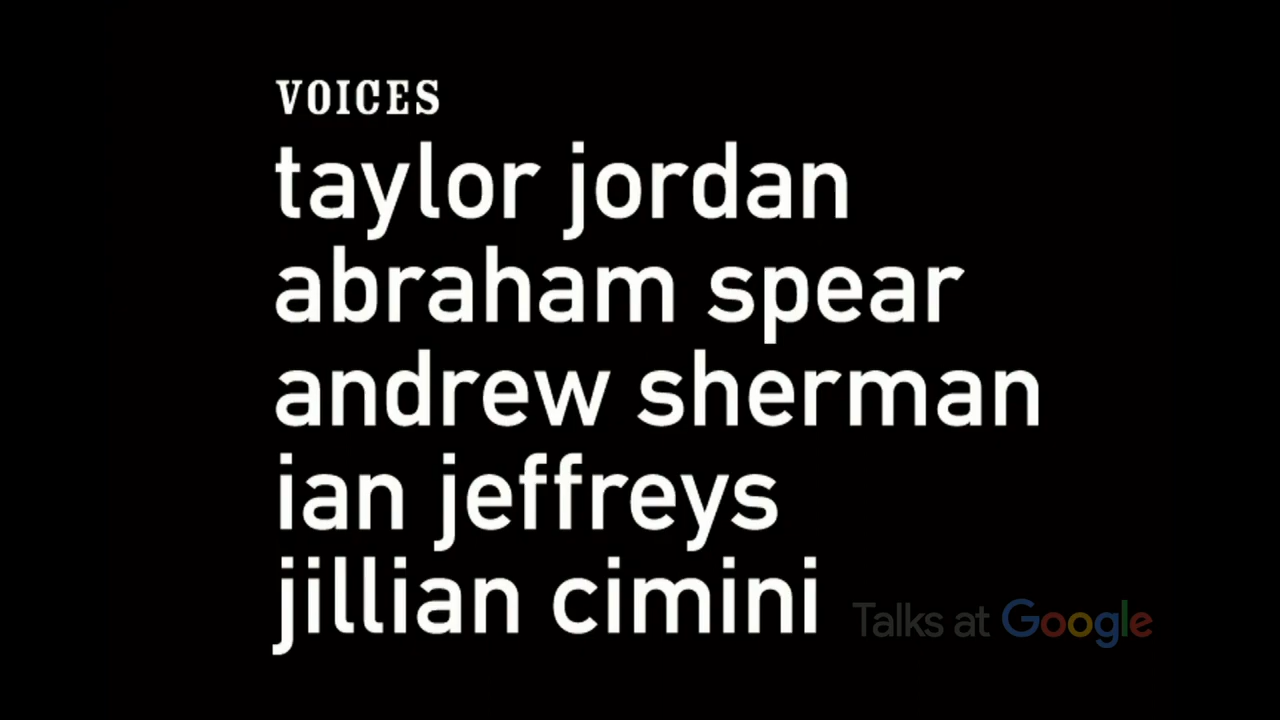 VOICES
taylor jordan
abraham spear
andrew sherman
ian jeffreys
jillian cimini
Talks at Google